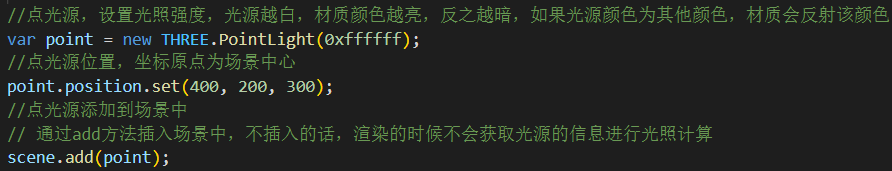 //点光源，设置光照强度，光源越白，材质颜色越亮，反之越暗，如果光源颜色为其他颜色，材质会反射该颜色
var point = new THREE.PointLight(0xffffff);
//点光源位置，坐标原点为场景中心
point.position.set(400, 200, 300);
//点光源添加到场景中
// 通过add方法插入场景中，不插入的话，渲染的时候不会获取光源的信息进行光照计算
scene.add(point);